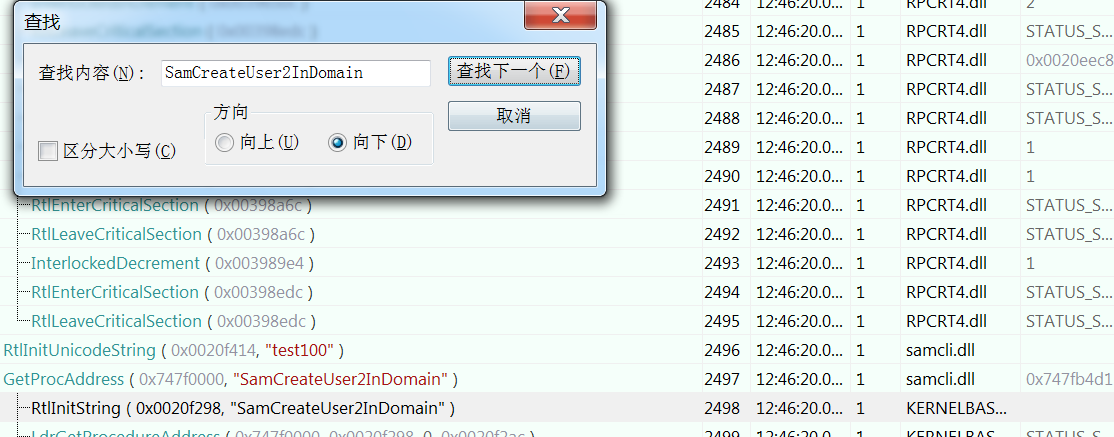 2484 12:46:20.0... 1 RPCRT4.dll 2
查找
LeaveCriticalSection ( 0x00398edc )
2485 12:46:20.0... 1 RPCRT4.dll STATUS_S...
2486 12:46:20.0... 1 RPCRT4.dll 0x0020eec8
查找内容(N): SamCreateUser2InDomain 查找下一个(F)
2487 12:46:20.0... 1 RPCRT4.dll STATUS_S...
方向 取消
2488 12:46:20.0... 1 RPCRT4.dll STATUS_S...
区分大小写(C) 向上(U) 向下(D)
2489 12:46:20.0... 1 RPCRT4.dll 1
2490 12:46:20.0... 1 RPCRT4.dll 1
RtlEnterCriticalSection ( 0x00398a6c ) 2491 12:46:20.0... 1 RPCRT4.dll STATUS_S...
RtlLeaveCriticalSection ( 0x00398a6c ) 2492 12:46:20.0... 1 RPCRT4.dll STATUS_S...
InterlockedDecrement ( 0x003989e4 ) 2493 12:46:20.0... 1 RPCRT4.dll 1
RtlEnterCriticalSection ( 0x00398edc ) 2494 12:46:20.0... 1 RPCRT4.dll STATUS_S...
RtlLeaveCriticalSection ( 0x00398edc ) 2495 12:46:20.0... 1 RPCRT4.dll STATUS_S...
RtlInitUnicodeString ( 0x0020f414, "test100" ) 2496 12:46:20.0... 1 samcli.dll
GetProcAddress ( 0x747f0000, "SamCreateUser2InDomain" ) 2497 12:46:20.0... 1 samcli.dll 0x747fb4d1
RtlInitString ( 0x0020f298, "SamCreateUser2InDomain" ) 2498 12:46:20.0... 1 KERNELBAS...
LdrGetProcedureAddress ( 0x747f0000, 0x0020f298, 0, 0x0020f2ac ) 2499 12:46:20.0... 1 KERNELBAS... STATUS_S...